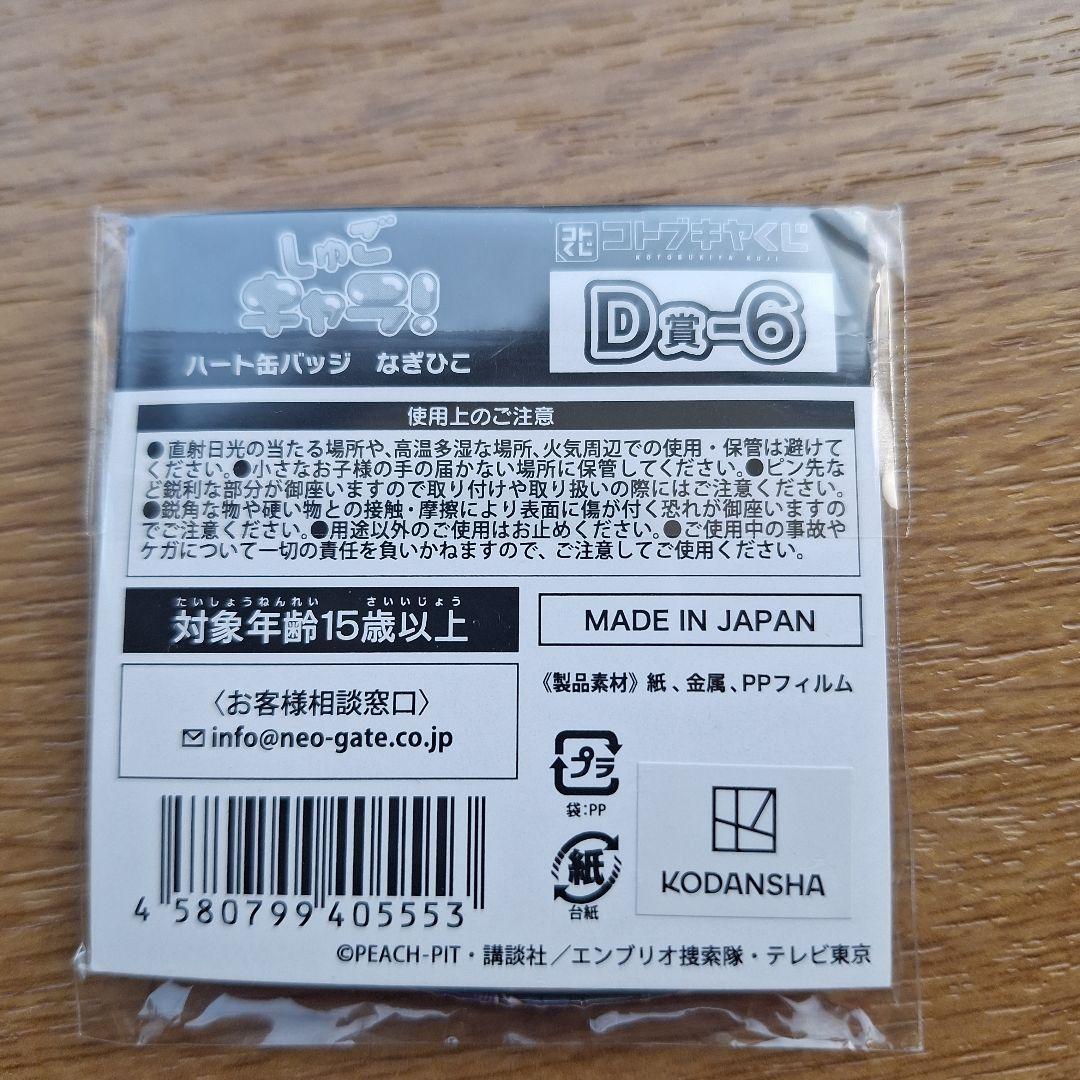 しゅご
キャラ!
コトくじ
コトブキヤくじ
KOTOBUKIYA KUJI
D賞-6
ハート缶バッジ なぎひこ
使用上のご注意
●直射日光の当たる場所や、高温多湿な場所、火気周辺での使用・保管は避けて
ください。●小さなお子様の手の届かない場所に保管してください。●ピン先な
ど鋭利な部分が御座いますので取り付けや取り扱いの際にはご注意ください。
●鋭角な物や硬い物との接触・摩擦により表面に傷が付く恐れが御座いますの
でご注意ください。●用途以外のご使用はお止めください。●ご使用中の事故や
ケガについて一切の責任を負いかねますので、ご注意してご使用ください。
たいしょうねんれい さいいじょう
対象年齢15歳以上
MADE IN JAPAN
〈お客様相談窓口〉
info@neo-gate.co.jp
《製品素材》紙、金属、PPフィルム
プラ
袋:PP
紙
台紙
KODANSHA
4 580799 405553
©PEACH-PIT・講談社/エンブリオ捜索隊・テレビ東京